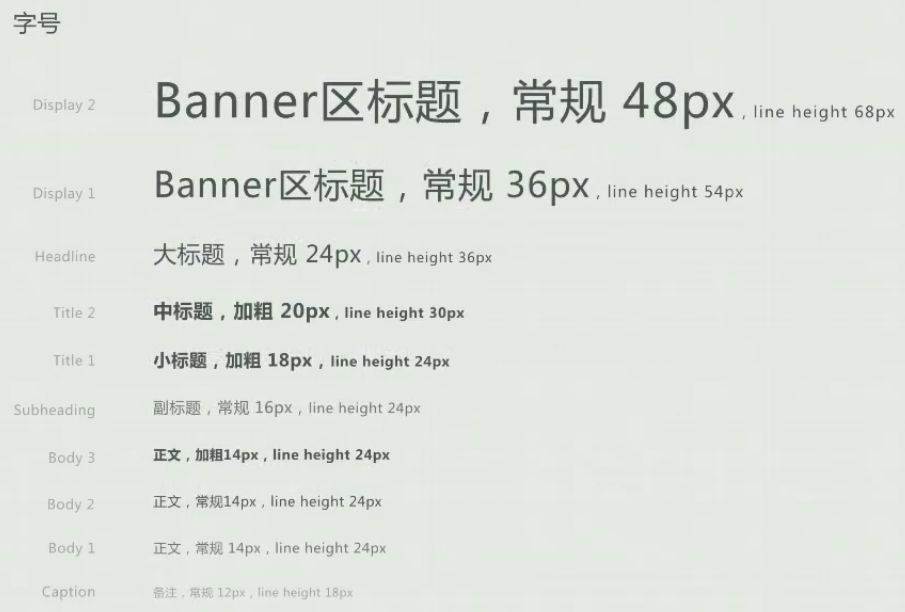 字号
Display 2 Banner区标题，常规 48px，line height 68px
Display 1 Banner区标题，常规 36px，line height 54px
Headline 大标题，常规 24px，line height 36px
Title 2 中标题，加粗 20px，line height 30px
Title 1 小标题，加粗 18px，line height 24px
Subheading 副标题，常规 16px，line height 24px
Body 3 正文，加粗14px，line height 24px
Body 2 正文，常规14px，line height 24px
Body 1 正文，常规 14px，line height 24px
Caption 备注，常规 12px，line height 18px